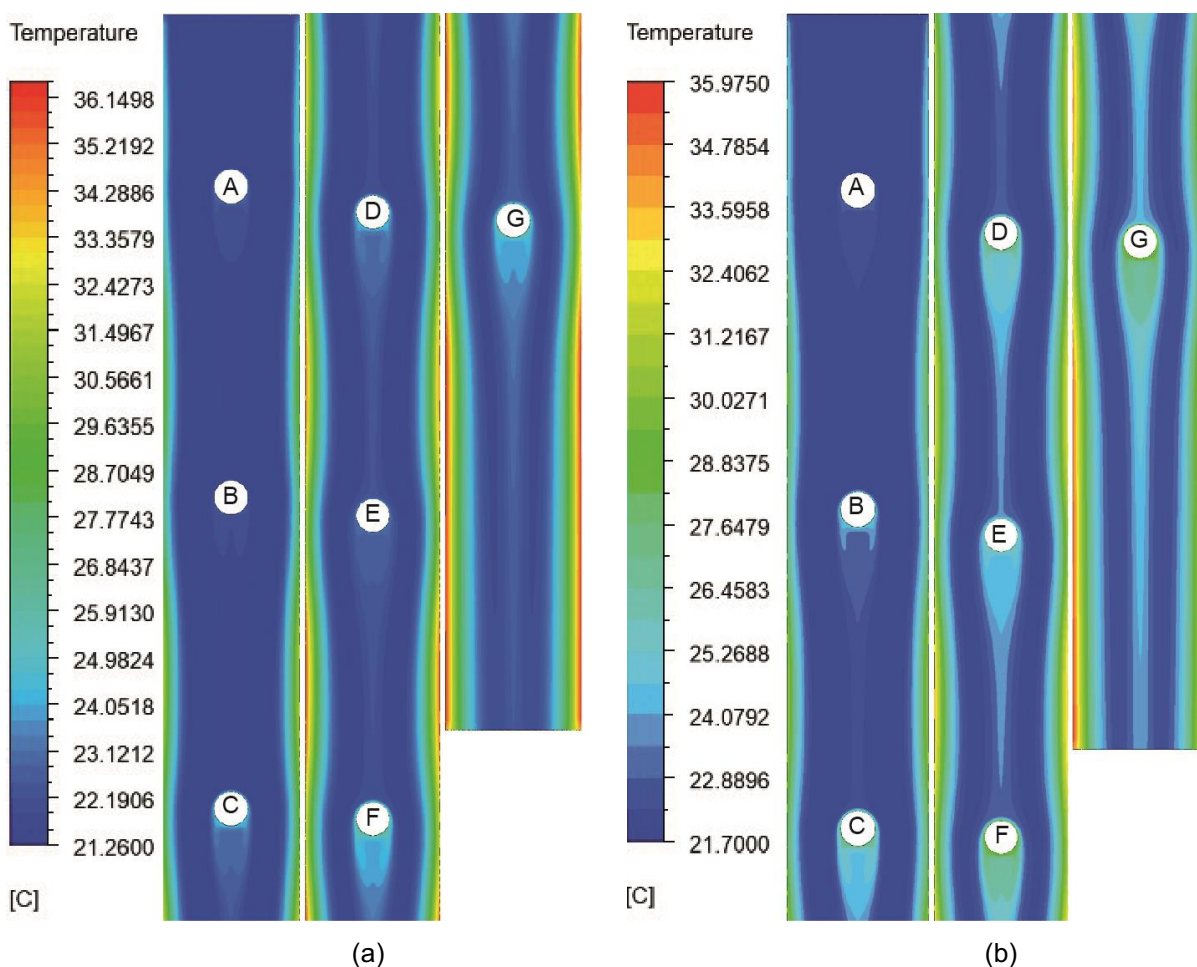 Temperature
36.1498
35.2192
34.2886
33.3579
32.4273
31.4967
30.5661
29.6355
28.7049
27.7743
26.8437
25.9130
24.9824
24.0518
23.1212
22.1906
21.2600
[C]
A
B
C
D
E
F
G
(a)
Temperature
35.9750
34.7854
33.5958
32.4062
31.2167
30.0271
28.8375
27.6479
26.4583
25.2688
24.0792
22.8896
21.7000
[C]
A
B
C
D
E
F
G
(b)